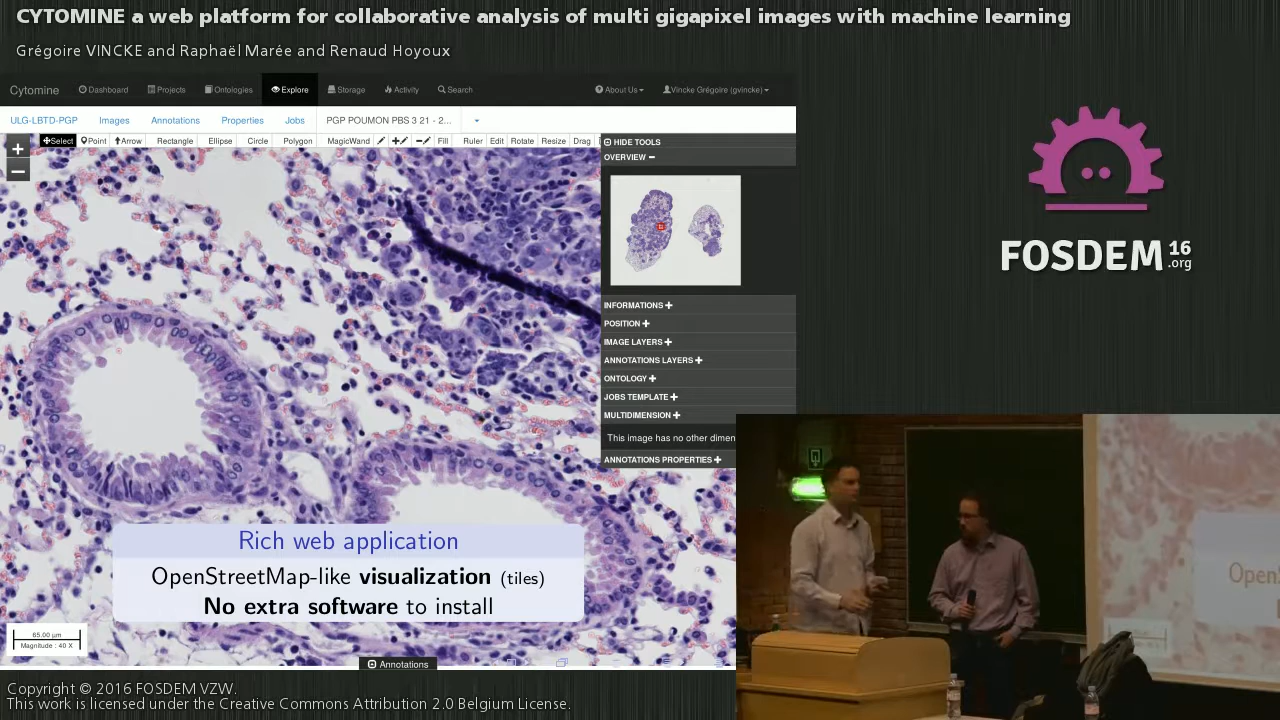 CYTOMINE a web platform for collaborative analysis of multi gigapixel images with machine learning
Grégoire VINCKE and Raphaël Marée and Renaud Hoyoux
Cytomine Dashboard Projects Ontologies Explore Storage Activity Search About Us Vincke Grégoire (gvincke)
ULG-LBTD-PGP Images Annotations Properties Jobs PGP POUMON PBS 3 21 - 2...
Select Point Arrow Rectangle Ellipse Circle Polygon MagicWand Fill Ruler Edit Rotate Resize Drag
HIDE TOOLS
OVERVIEW
INFORMATIONS
POSITION
IMAGE LAYERS
ANNOTATIONS LAYERS
ONTOLOGY
JOBS TEMPLATE
MULTIDIMENSION
This image has no other dimen
ANNOTATIONS PROPERTIES
FOSDEM 16
.org
Rich web application
OpenStreetMap-like visualization (tiles)
No extra software to install
65.00 µm
Magnitude : 40 X
Annotations
OpenS
Copyright © 2016 FOSDEM VZW.
This work is licensed under the Creative Commons Attribution 2.0 Belgium License.